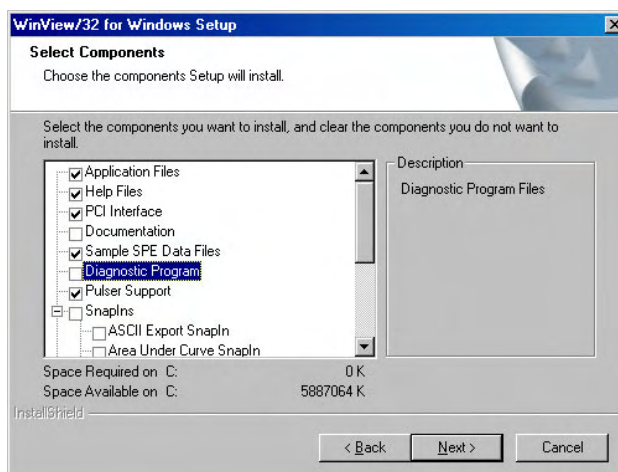 WinView/32 for Windows Setup
Select Components
Choose the components Setup will install.
Select the components you want to install, and clear the components you do not want to
install.
Application Files
Help Files
PCI Interface
Documentation
Sample SPE Data Files
Diagnostic Program
Pulser Support
SnapIns
ASCII Export SnapIn
Area Under Curve SnapIn
Description
Diagnostic Program Files
Space Required on C: 0 K
Space Available on C: 5887064 K
InstallShield
< Back
Next >
Cancel